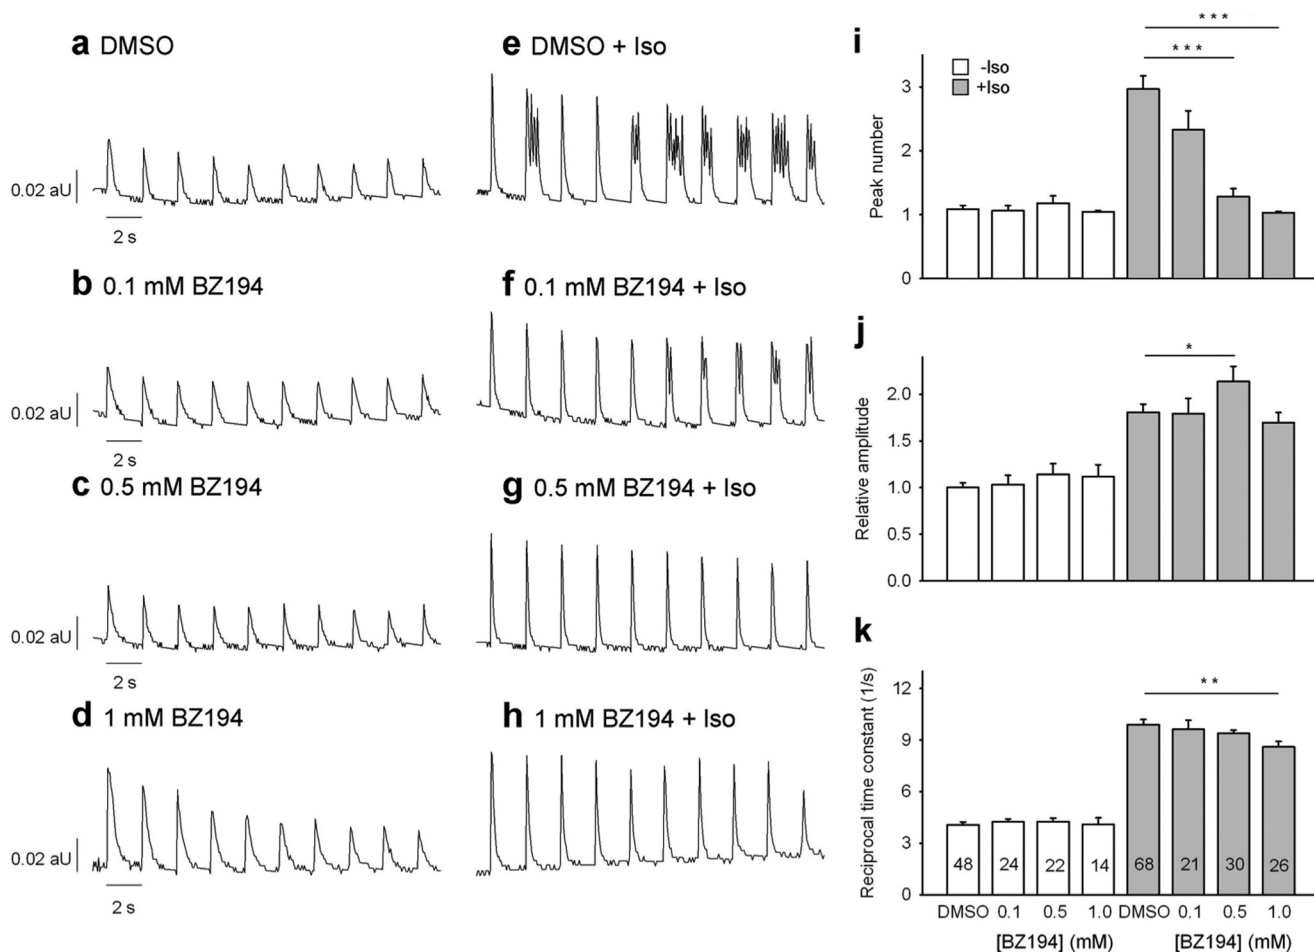 a DMSO
0.02 aU
2 s
b 0.1 mM BZ194
0.02 aU
2 s
c 0.5 mM BZ194
0.02 aU
2 s
d 1 mM BZ194
0.02 aU
2 s
e DMSO + Iso
f 0.1 mM BZ194 + Iso
g 0.5 mM BZ194 + Iso
h 1 mM BZ194 + Iso
i
-Iso
+Iso
***
***
Peak number
3
2
1
0
j
*
Relative amplitude
2.0
1.5
1.0
0.5
0.0
k
**
Reciprocal time constant (1/s)
12
9
6
3
0
48 24 22 14 68 21 30 26
DMSO 0.1 0.5 1.0 DMSO 0.1 0.5 1.0
[BZ194] (mM) [BZ194] (mM)